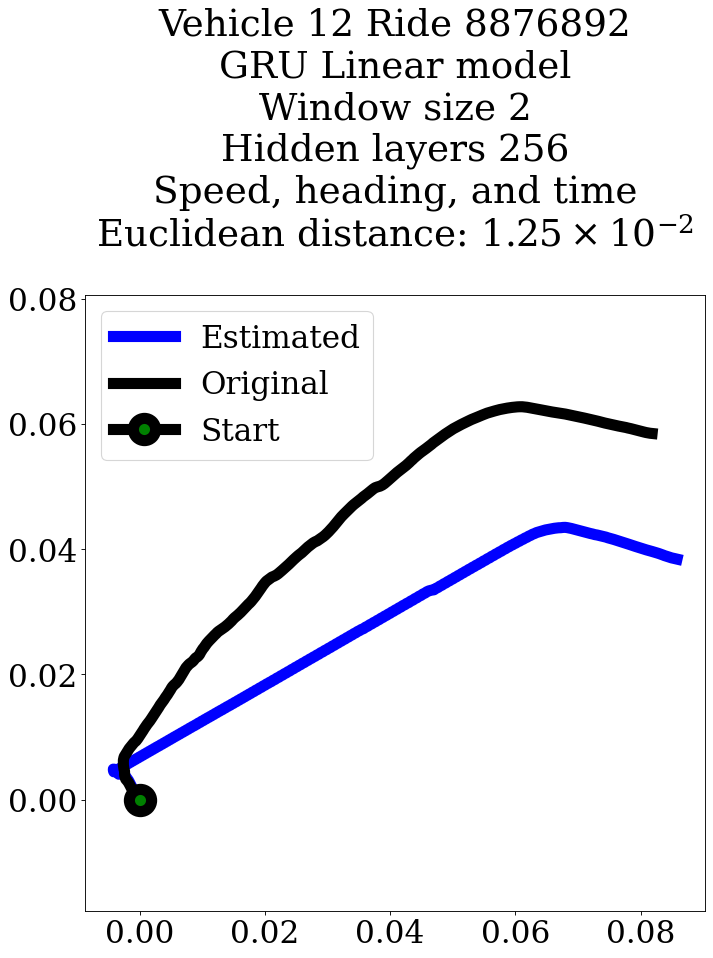 Vehicle 12 Ride 8876892
GRU Linear model
Window size 2
Hidden layers 256
Speed, heading, and time
Euclidean distance: 1.25 × 10⁻²
0.08
0.06
0.04
0.02
0.00
Estimated
Original
Start
0.00 0.02 0.04 0.06 0.08